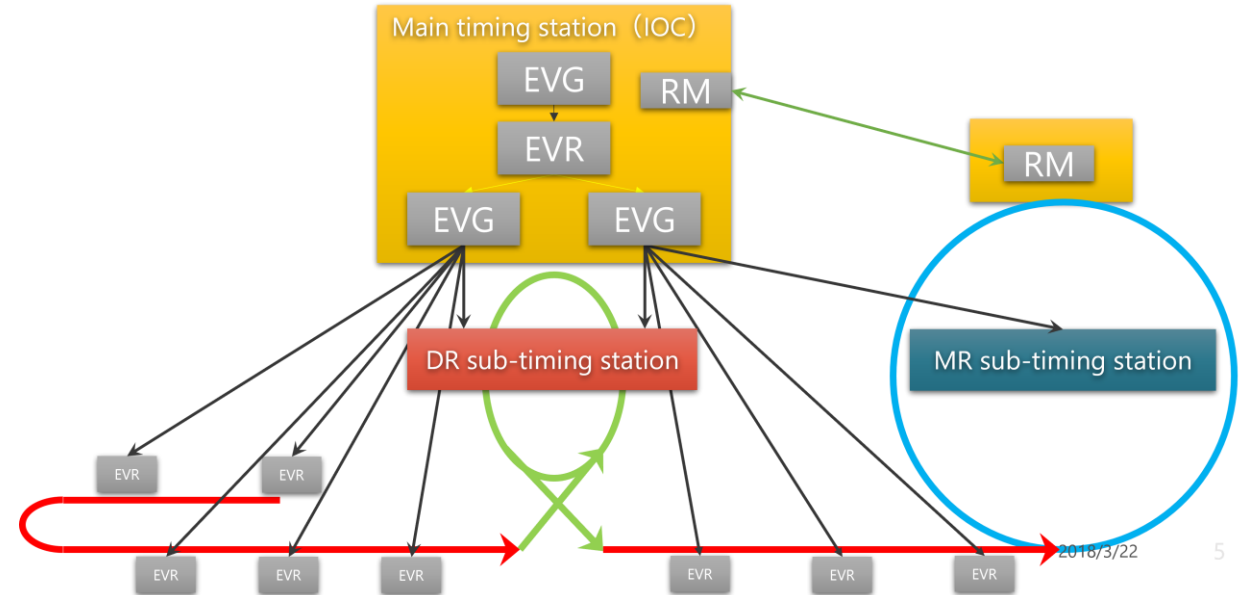 Main timing station（IOC）
EVG
RM
EVR
RM
EVG
EVG
DR sub-timing station
MR sub-timing station
EVR
EVR
2018/3/22
5
EVR
EVR
EVR
EVR
EVR
EVR